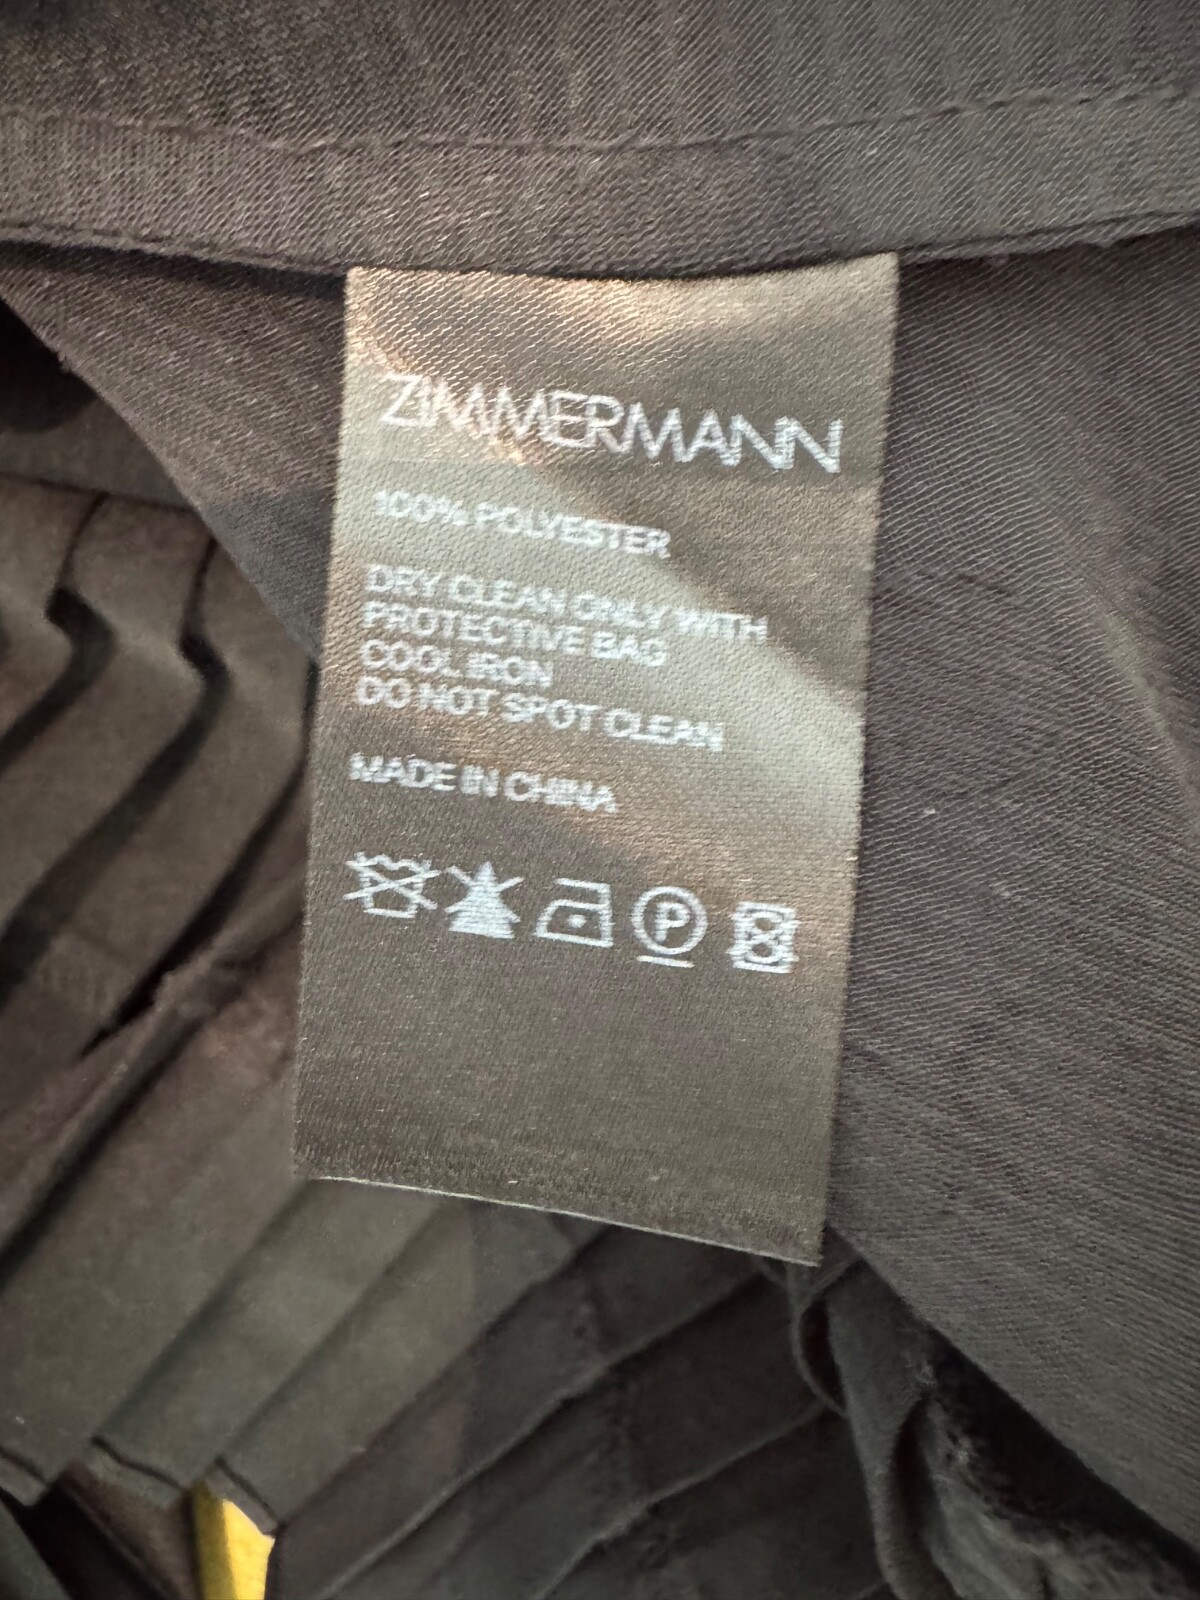 ZIMMERMANN
100% POLYESTER
DRY CLEAN ONLY WITH
PROTECTIVE BAG
COOL IRON
DO NOT SPOT CLEAN
MADE IN CHINA
P